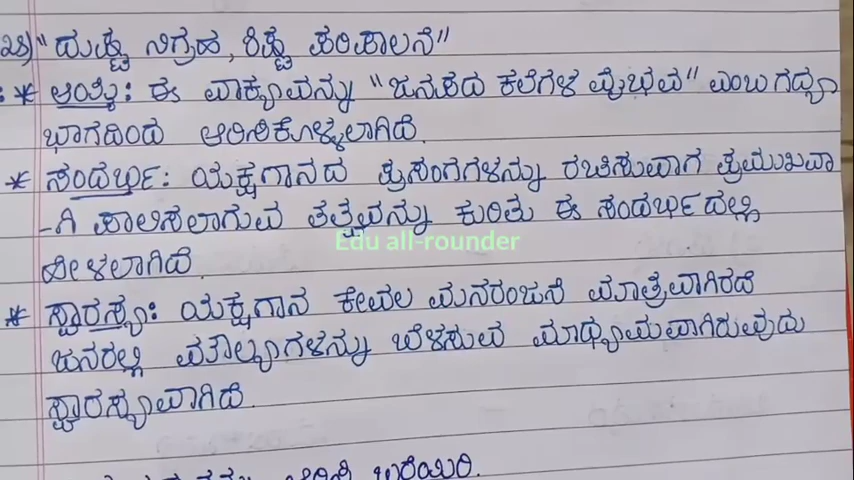 25) "ದುಷ್ಟ ನಿಗ್ರಹ, ಶಿಷ್ಟ ಪರಿಪಾಲನೆ"
: * ಆಯ್ಕೆ: ಈ ವಾಕ್ಯವನ್ನು "ಜನಪದ ಕಲೆಗಳ ವೈಭವ" ಎಂಬ ಗದ್ಯ
ಭಾಗದಿಂದ ಆರಿಸಿಕೊಳ್ಳಲಾಗಿದೆ.
* ಸಂದರ್ಭ: ಯಕ್ಷಗಾನದ ಪ್ರಸಂಗಗಳನ್ನು ರಚಿಸುವಾಗ ಪ್ರಮುಖವಾ
-ಗಿ ಪಾಲಿಸಲಾಗುವ ತತ್ತ್ವವನ್ನು ಕುರಿತು ಈ ಸಂದರ್ಭದಲ್ಲಿ
Edu all-rounder
ಹೇಳಲಾಗಿದೆ.
* ಸ್ವಾರಸ್ಯ: ಯಕ್ಷಗಾನ ಕೇವಲ ಮನರಂಜನೆ ಮಾತ್ರವಾಗಿರದೆ
ಜನರಲ್ಲಿ ಮೌಲ್ಯಗಳನ್ನು ಬೆಳೆಸುವ ಮಾಧ್ಯಮವಾಗಿರುವುದು
ಸ್ವಾರಸ್ಯವಾಗಿದೆ.
ಬರೆಯಿರಿ.